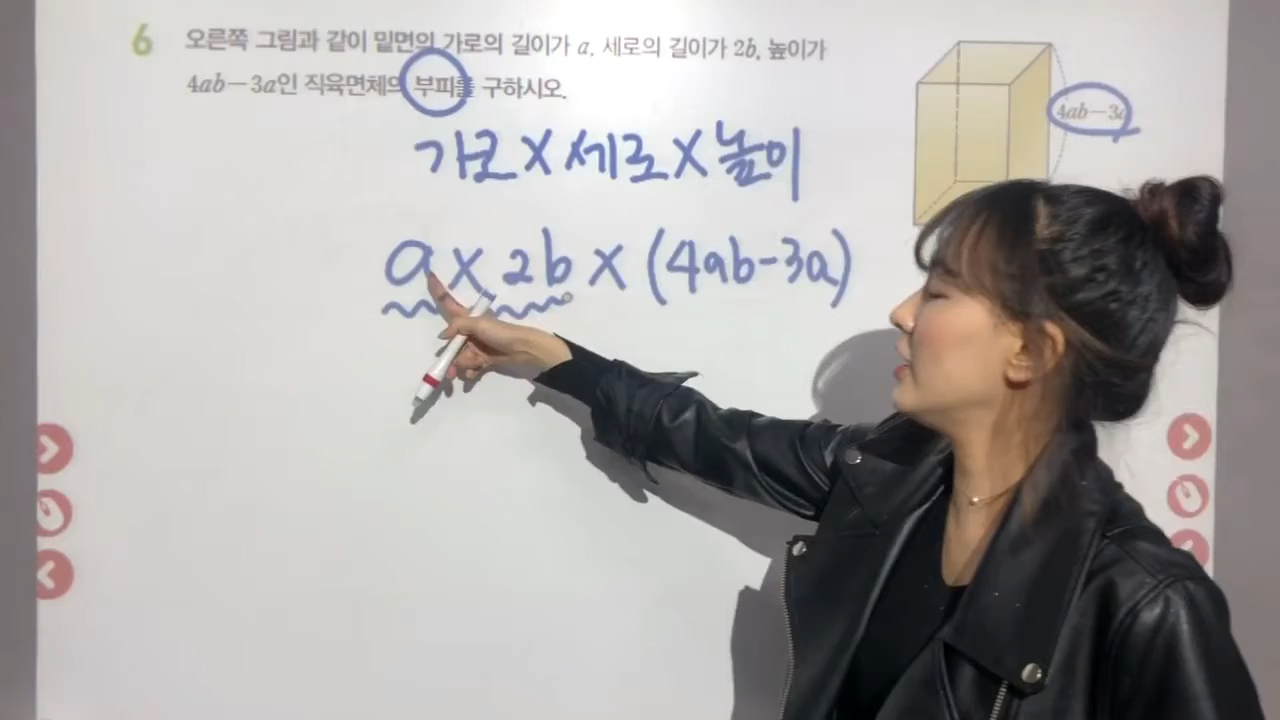 6 오른쪽 그림과 같이 밑면의 가로의 길이가 a, 세로의 길이가 2b, 높이가
4ab-3a인 직육면체의 부피를 구하시오.
4ab-3a
가로X세로X높이
a X 2b X (4ab-3a)